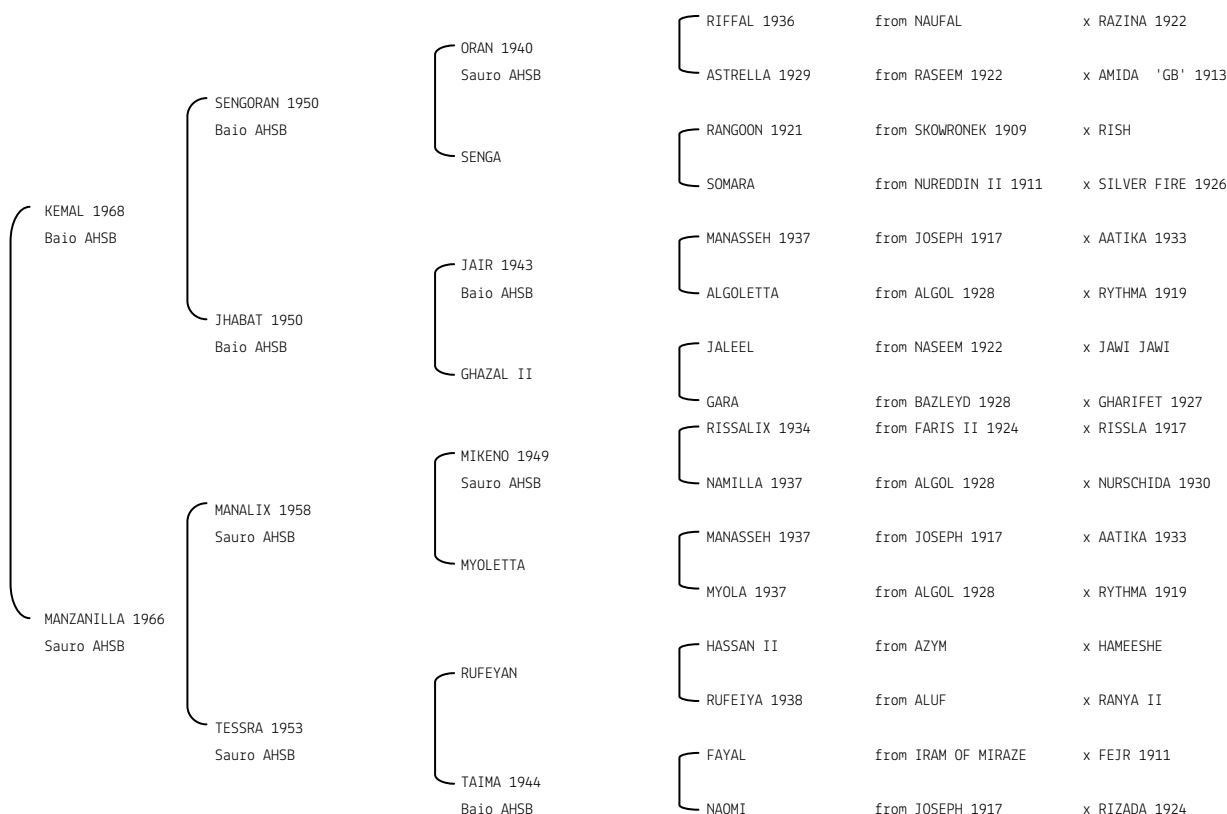 RIFFAL 1936 from NAUFAL x RAZINA 1922
ORAN 1940
Sauro AHSB ASTRELLA 1929 from RASEEM 1922 x AMIDA 'GB' 1913
SENGORAN 1950
Baio AHSB RANGOON 1921 from SKOWRONEK 1909 x RISH
SENGA
SOMARA from NUREDDIN II 1911 x SILVER FIRE 1926
KEMAL 1968
Baio AHSB MANASSEH 1937 from JOSEPH 1917 x AATIKA 1933
JAIR 1943
Baio AHSB ALGOLETTA from ALGOL 1928 x RYTHMA 1919
JHABAT 1950
Baio AHSB JALEEL from NASEEM 1922 x JAWI JAWI
GHAZAL II
GARA from BAZLEYD 1928 x GHARIFET 1927
RISSALIX 1934 from FARIS II 1924 x RISSLA 1917
MIKENO 1949
Sauro AHSB NAMILLA 1937 from ALGOL 1928 x NURSCHIDA 1930
MANALIX 1958
Sauro AHSB MANASSEH 1937 from JOSEPH 1917 x AATIKA 1933
MYOLETTA
MYOLA 1937 from ALGOL 1928 x RYTHMA 1919
MANZANILLA 1966
Sauro AHSB HASSAN II from AZYM x HAMEESHE
RUFEYAN
RUFEIYA 1938 from ALUF x RANYA II
TESSRA 1953
Sauro AHSB FAYAL from IRAM OF MIRAZE x FEJR 1911
TAIMA 1944
Baio AHSB NAOMI from JOSEPH 1917 x RIZADA 1924